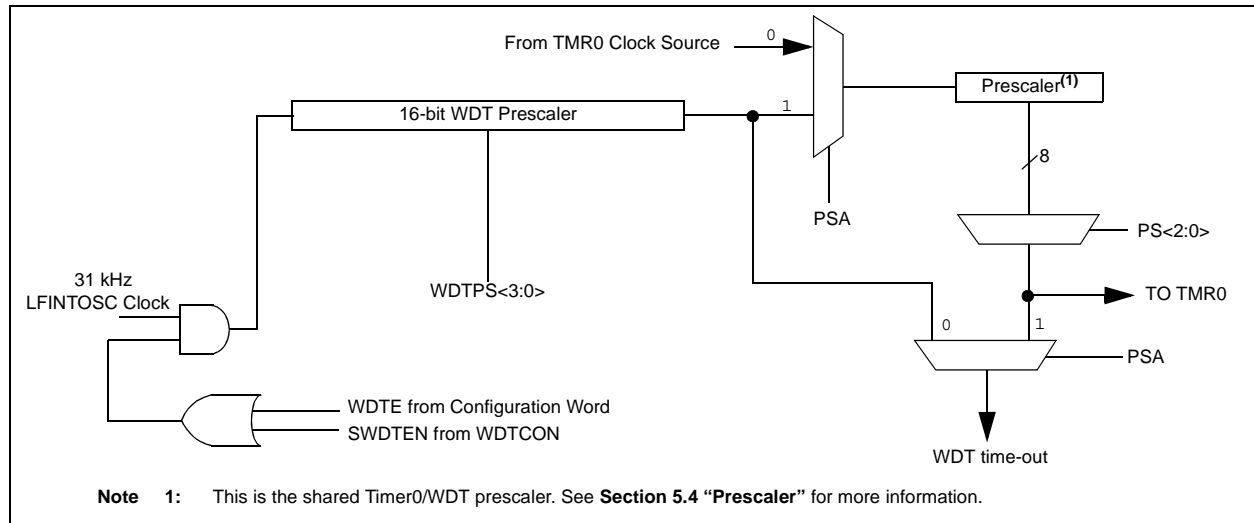 0
From TMR0 Clock Source
Prescaler(1)
16-bit WDT Prescaler
1
8
PSA
PS<2:0>
31 kHz
LFINTOSC Clock
WDTPS<3:0>
TO TMR0
0
1
PSA
WDTE from Configuration Word
SWDTEN from WDTCON
WDT time-out
Note 1: This is the shared Timer0/WDT prescaler. See Section 5.4 “Prescaler” for more information.